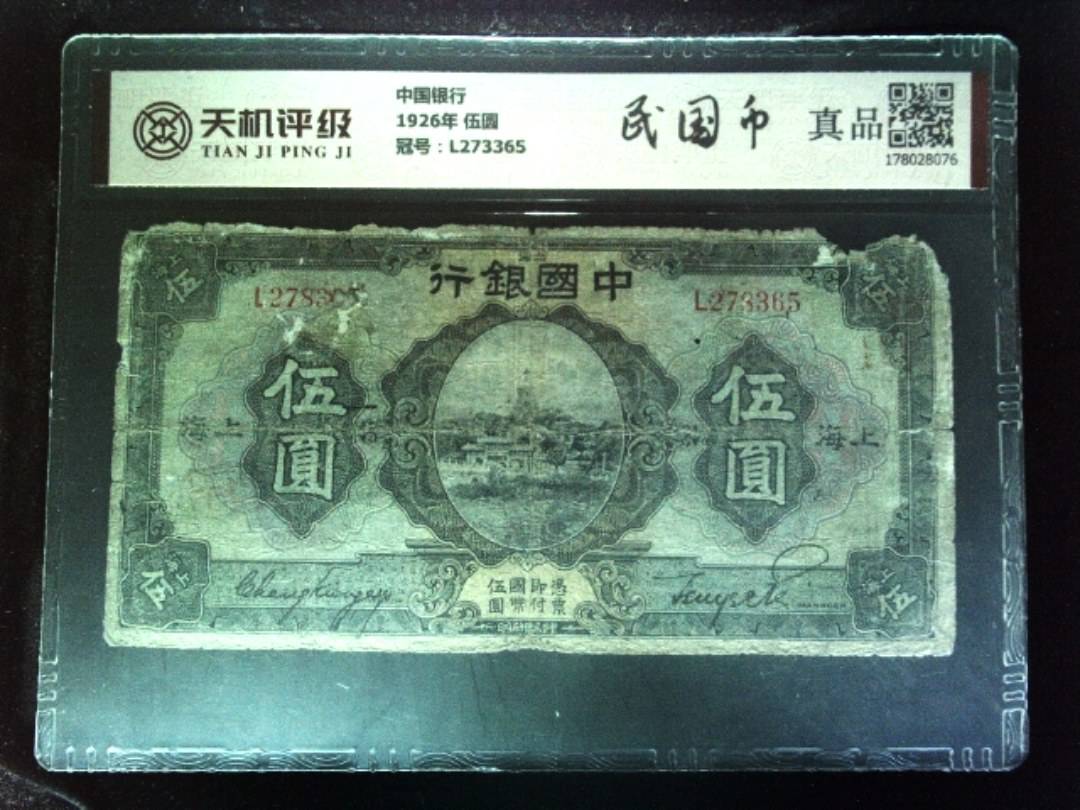 天机评级
TIAN JI PING JI
中国银行
1926年 伍圆
冠号：L273365
民国币
真品
178028076
行銀國中
L273365
伍
伍
伍圓
伍圓
海上
海上
憑票即付國幣伍圓
伍
伍
MANAGER